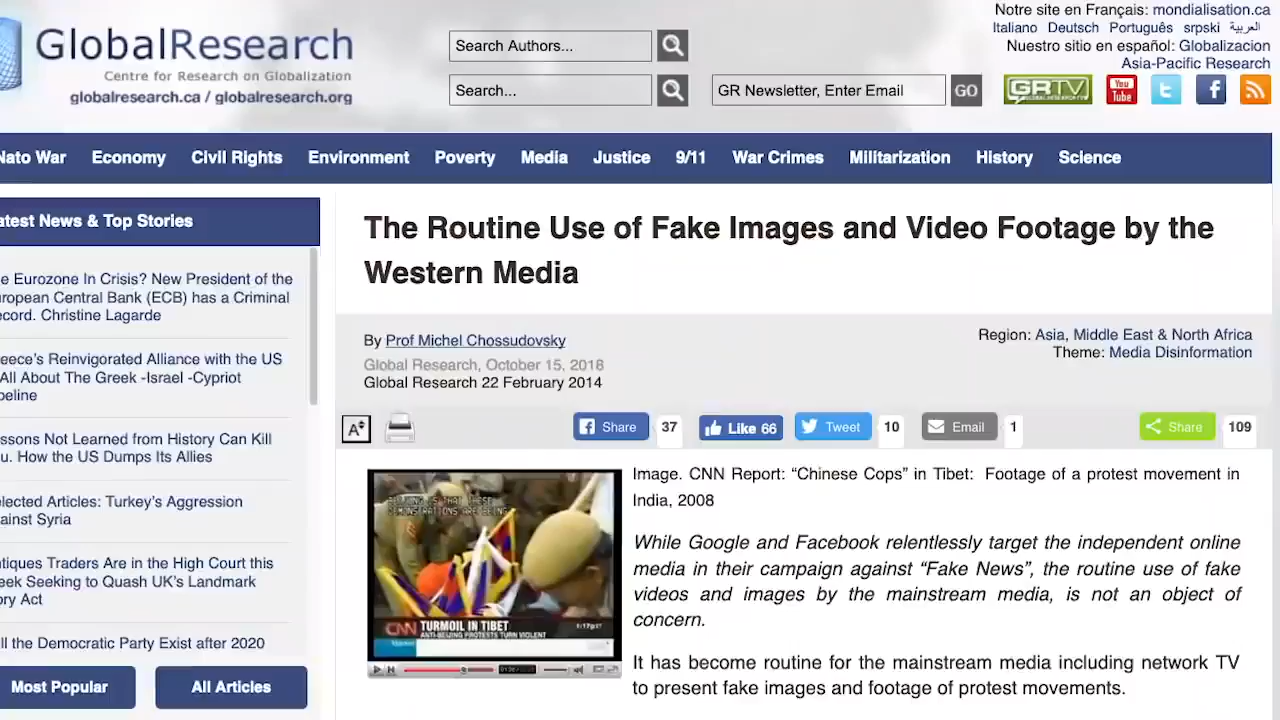 GlobalResearch
Centre for Research on Globalization
globalresearch.ca / globalresearch.org
Search Authors...
Search...
GR Newsletter, Enter Email
GO
Notre site en Français: mondialisation.ca
Italiano Deutsch Português srpski العربية
Nuestro sitio en español: Globalizacion
Asia-Pacific Research
GRTV
You Tube
Nato War Economy Civil Rights Environment Poverty Media Justice 9/11 War Crimes Militarization History Science
atest News & Top Stories
e Eurozone In Crisis? New President of the
uropean Central Bank (ECB) has a Criminal
ecord. Christine Lagarde
eece's Reinvigorated Alliance with the US
All About The Greek -Israel -Cypriot
peline
ssons Not Learned from History Can Kill
u. How the US Dumps Its Allies
elected Articles: Turkey's Aggression
ainst Syria
tiques Traders Are in the High Court this
eek Seeking to Quash UK's Landmark
ory Act
ll the Democratic Party Exist after 2020
Most Popular
All Articles
The Routine Use of Fake Images and Video Footage by the
Western Media
By Prof Michel Chossudovsky
Global Research, October 15, 2018
Global Research 22 February 2014
Region: Asia, Middle East & North Africa
Theme: Media Disinformation
A
Share 37 Like 66 Tweet 10 Email 1 Share 109
DEMONSTRATIONS ARE BEING
CNN TURMOIL IN TIBET
ANTI-BEIJING PROTESTS TURN VIOLENT
Image. CNN Report: “Chinese Cops” in Tibet: Footage of a protest movement in
India, 2008
While Google and Facebook relentlessly target the independent online
media in their campaign against “Fake News”, the routine use of fake
videos and images by the mainstream media, is not an object of
concern.
It has become routine for the mainstream media including network TV
to present fake images and footage of protest movements.